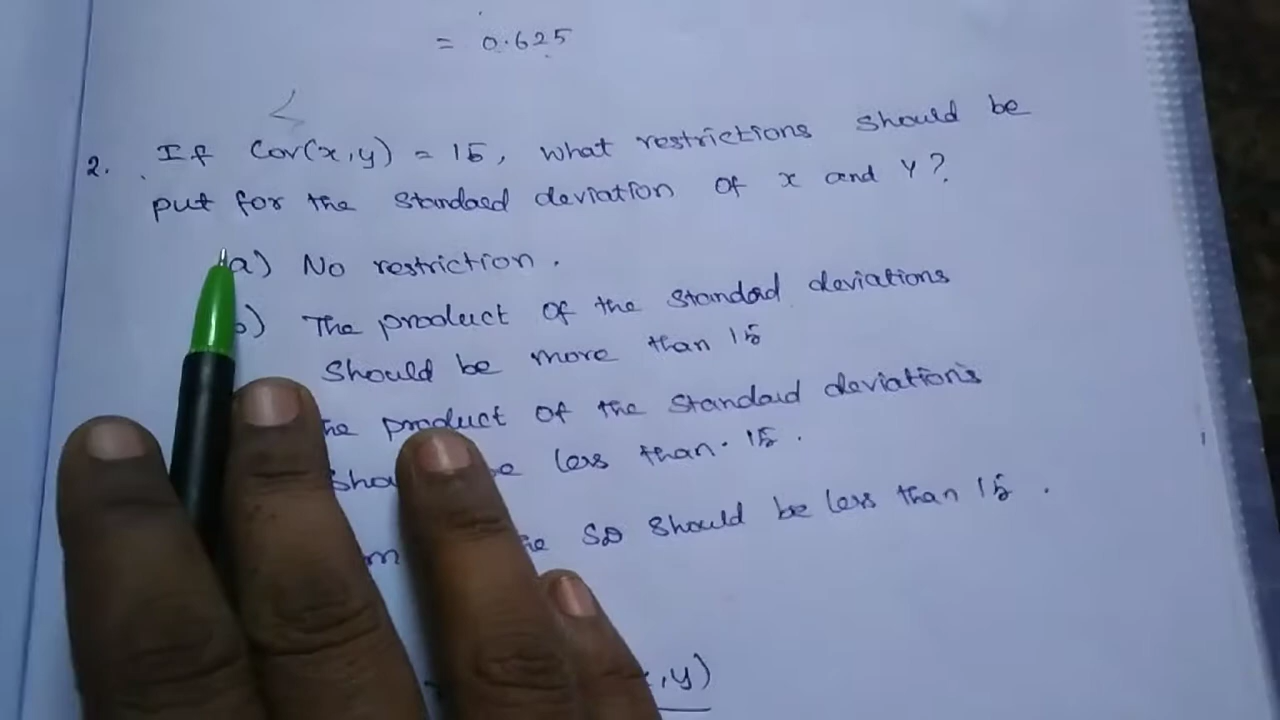 = 0.625
2. If Cov(x,y) = 15, what restrictions should be
put for the standard deviation of x and y?
a) No restriction.
b) The product of the standard deviations
should be more than 15
the product of the standard deviations
be less than 15.
SD should be less than 15.
,y)